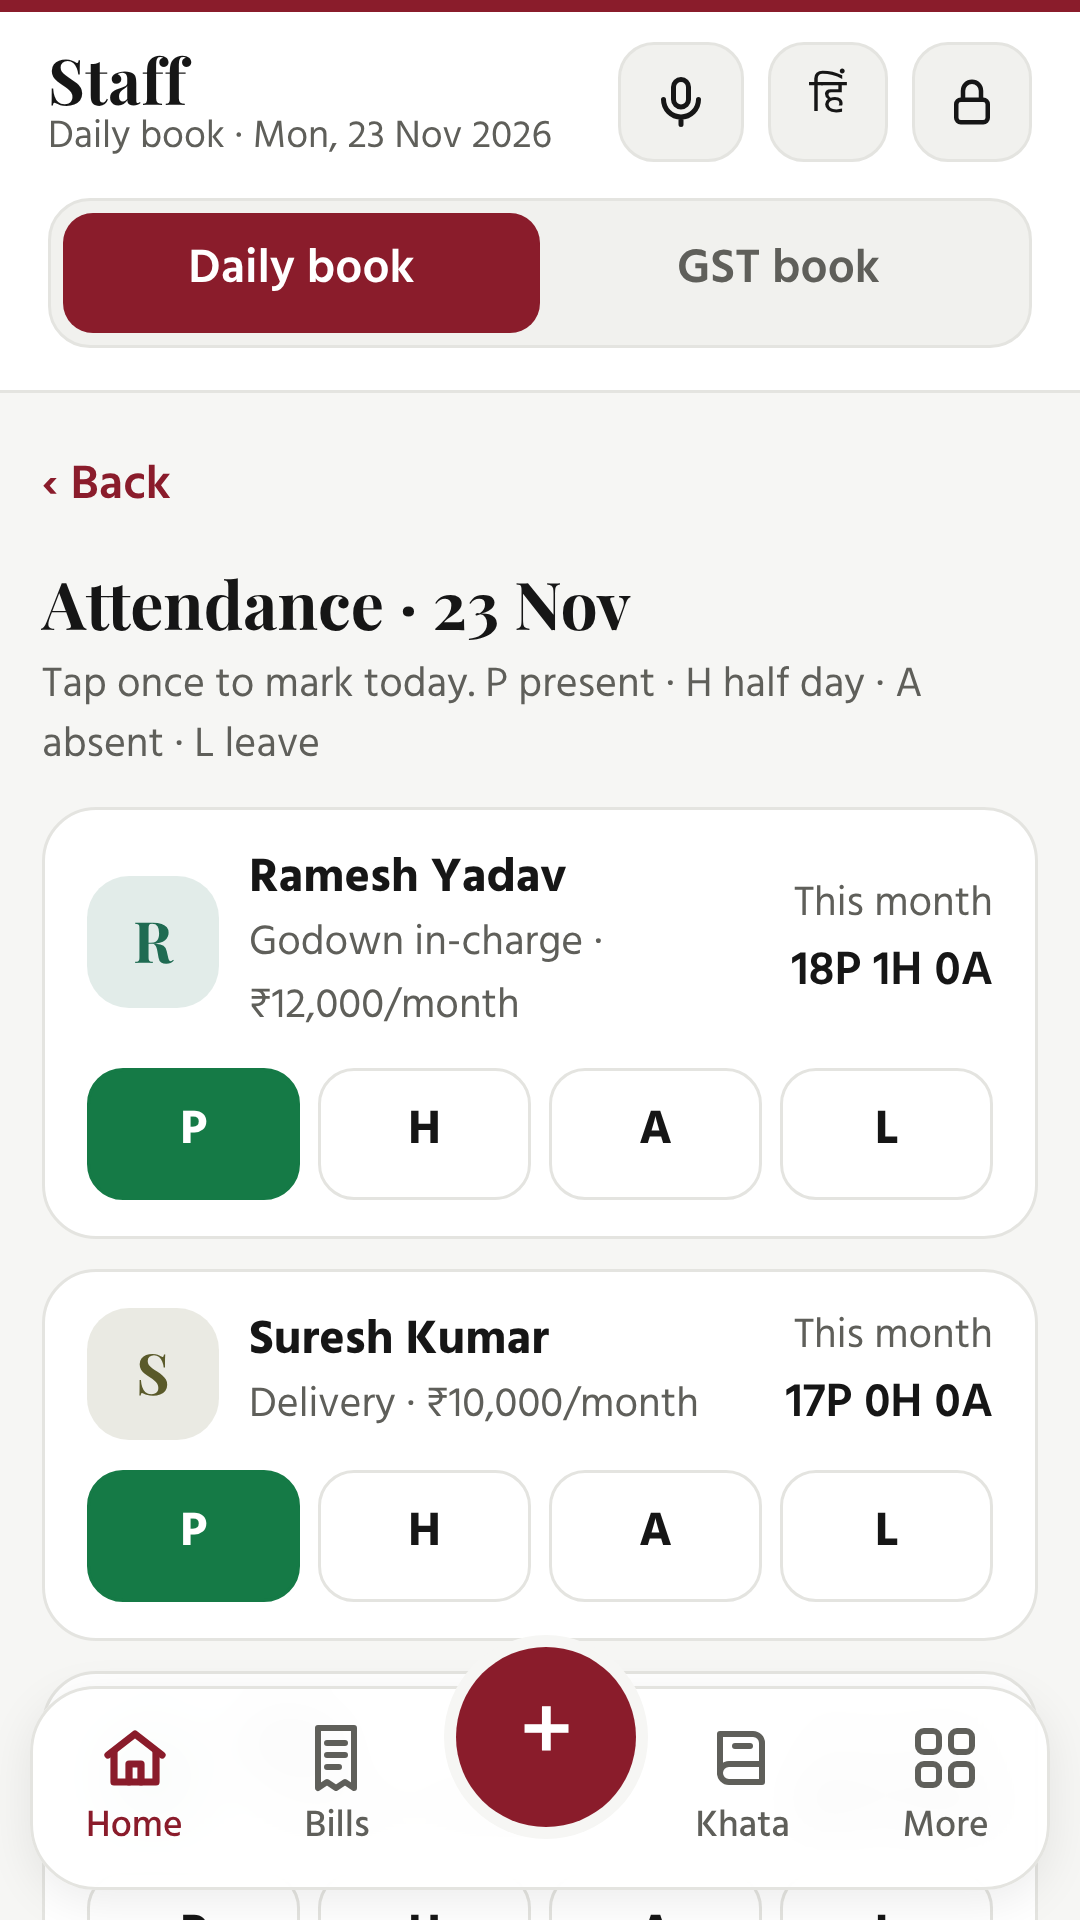 Staff
Daily book · Mon, 23 Nov 2026
हिं
Daily book
GST book
‹ Back
Attendance · 23 Nov
Tap once to mark today. P present · H half day · A
absent · L leave
R
Ramesh Yadav
Godown in-charge ·
₹12,000/month
This month
18P 1H 0A
P H A L
S
Suresh Kumar
Delivery · ₹10,000/month
This month
17P 0H 0A
P H A L
+
Home
Bills
Khata
More